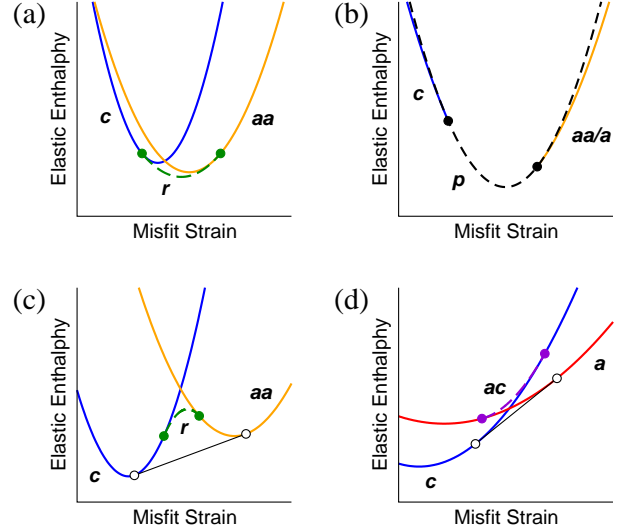 (a)
Elastic Enthalpy
c
aa
r
Misfit Strain
(b)
Elastic Enthalpy
c
aa/a
p
Misfit Strain
(c)
Elastic Enthalpy
aa
r
c
Misfit Strain
(d)
Elastic Enthalpy
a
ac
c
Misfit Strain